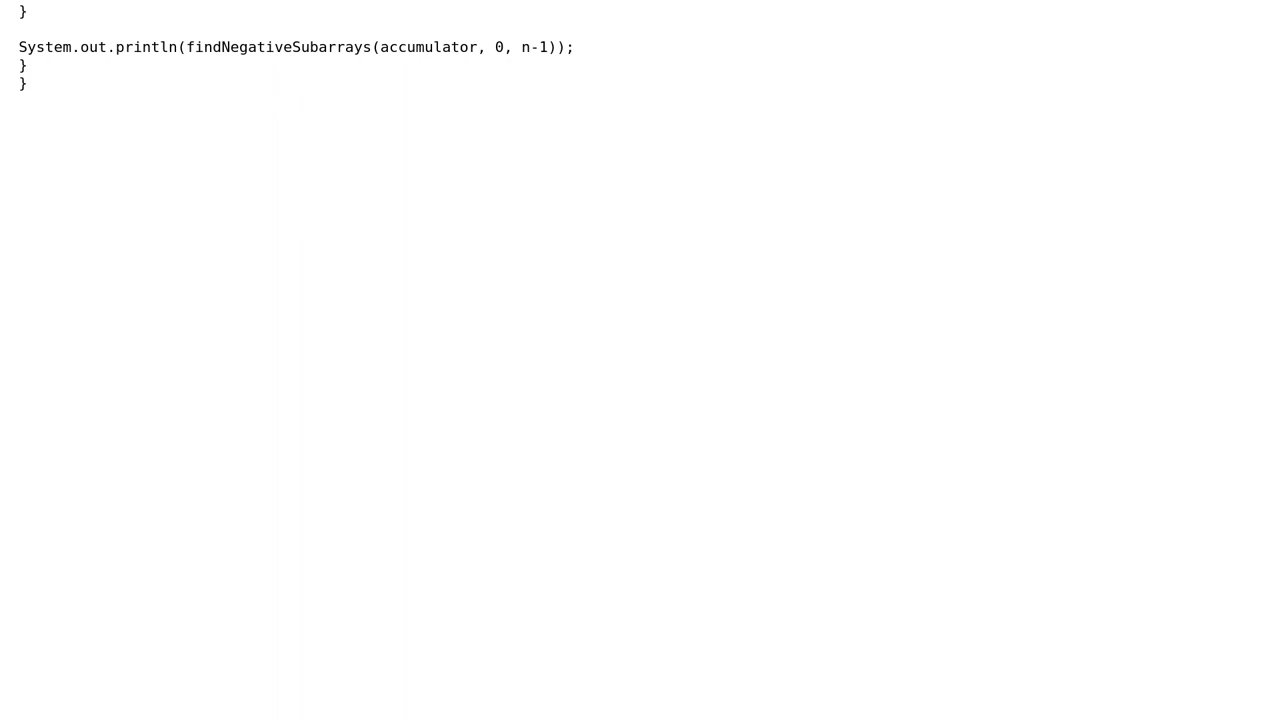 }
System.out.println(findNegativeSubarrays(accumulator, 0, n-1));
}
}